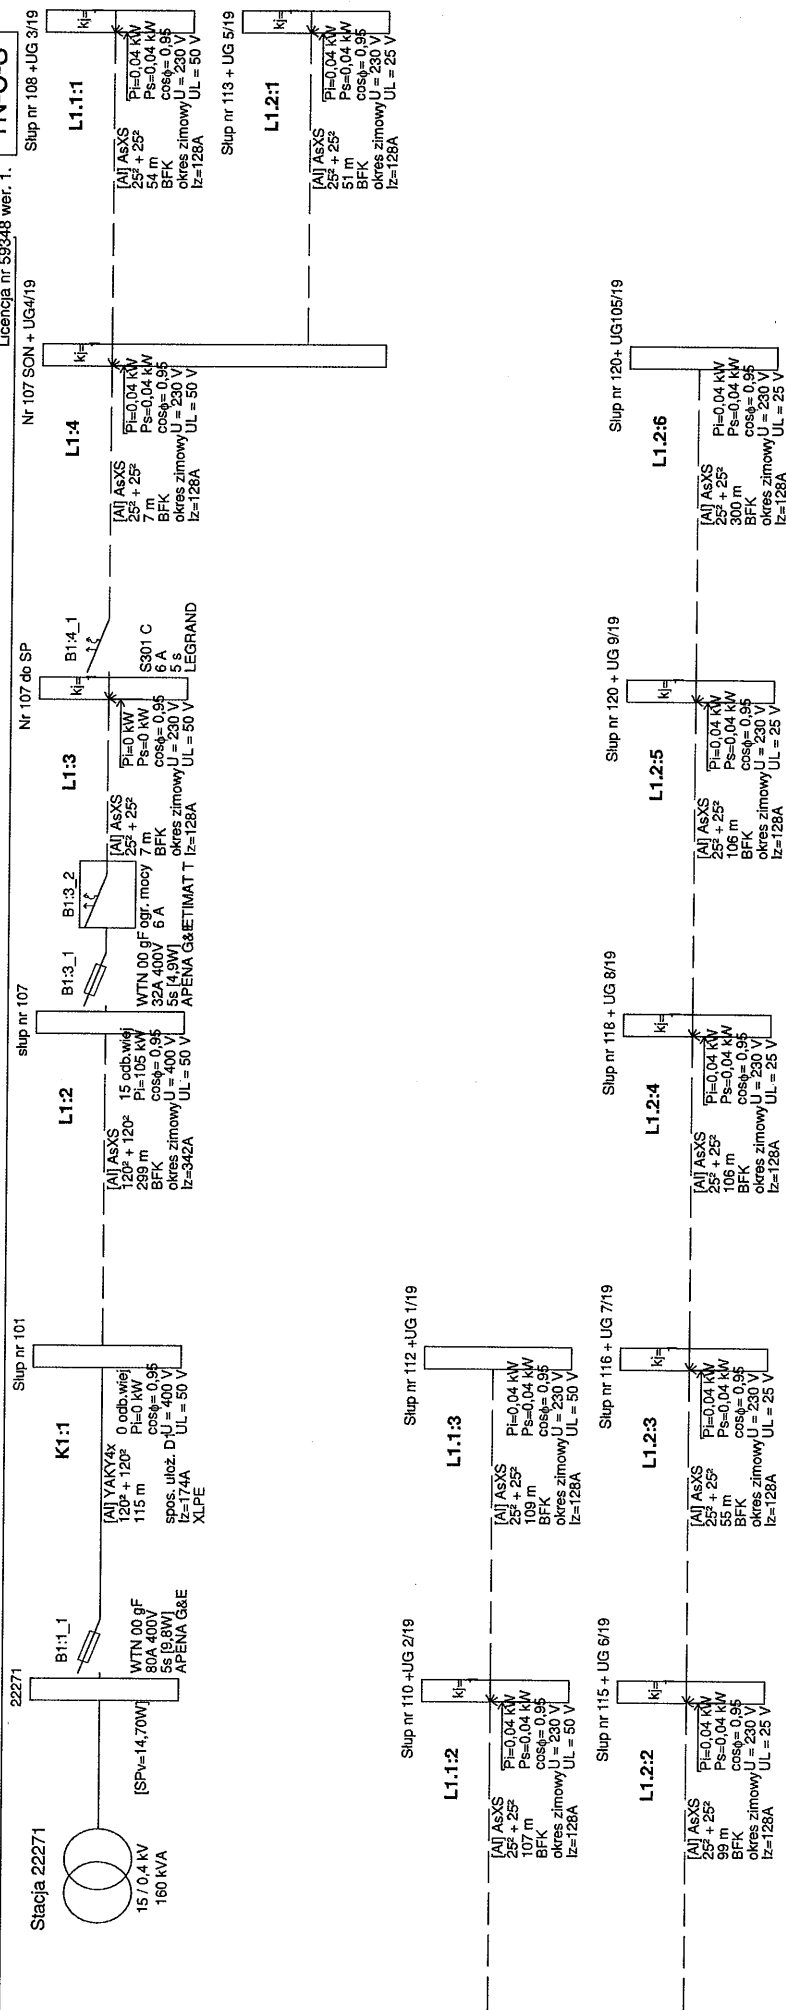 Stacja 22271
15 / 0,4 kV
160 kVA
22271
[SPv=14,70W]
B1:1_1
WTN 00 gF
80A 400V
5s [9,8W]
APENA G&E
K1:1
[Al] YAKY4x
120² + 120²
115 m
spos. ułoż. D1
Iz=174A
XLPE
Słup nr 101
0 odb.wiej
Pi=0 kW
cosϕ= 0,95
U = 400 V
UL = 50 V
L1:2
[Al] AsXS
120² + 120²
299 m
BFK
okres zimowy
Iz=342A
słup nr 107
15 odb.wiej
Pi=105 kW
cosϕ= 0,95
U = 400 V
UL = 50 V
B1:3_1
WTN 00 gF
32A 400V
5s [4,9W]
APENA G&E
B1:3_2
ogr. mocy
6 A
ETIMAT T
L1:3
[Al] AsXS
25² + 25²
7 m
BFK
okres zimowy
Iz=128A
Nr 107 do SP
kj=
Pi=0 kW
Ps=0 kW
cosϕ= 0,95
U = 230 V
UL = 50 V
B1:4_1
S301 C
6 A
5 s
LEGRAND
L1:4
[Al] AsXS
25² + 25²
7 m
BFK
okres zimowy
Iz=128A
Nr 107 SON + UG4/19
kj=
Pi=0,04 kW
Ps=0,04 kW
cosϕ= 0,95
U = 230 V
UL = 50 V
Licencja nr 59348 wer. 1.
L1.1:1
[Al] AsXS
25² + 25²
54 m
BFK
okres zimowy
Iz=128A
Słup nr 108 +UG 3/19
kj=
Pi=0,04 kW
Ps=0,04 kW
cosϕ= 0,95
U = 230 V
UL = 50 V
L1.2:1
[Al] AsXS
25² + 25²
51 m
BFK
okres zimowy
Iz=128A
Słup nr 113 + UG 5/19
kj=
Pi=0,04 kW
Ps=0,04 kW
cosϕ= 0,95
U = 230 V
UL = 25 V
L1.1:2
[Al] AsXS
25² + 25²
107 m
BFK
okres zimowy
Iz=128A
Słup nr 110 +UG 2/19
kj=
Pi=0,04 kW
Ps=0,04 kW
cosϕ= 0,95
U = 230 V
UL = 50 V
L1.1:3
[Al] AsXS
25² + 25²
109 m
BFK
okres zimowy
Iz=128A
Słup nr 112 +UG 1/19
Pi=0,04 kW
Ps=0,04 kW
cosϕ= 0,95
U = 230 V
UL = 50 V
L1.2:2
[Al] AsXS
25² + 25²
99 m
BFK
okres zimowy
Iz=128A
Słup nr 115 + UG 6/19
kj=
Pi=0,04 kW
Ps=0,04 kW
cosϕ= 0,95
U = 230 V
UL = 25 V
L1.2:3
[Al] AsXS
25² + 25²
55 m
BFK
okres zimowy
Iz=128A
Słup nr 116 + UG 7/19
kj=
Pi=0,04 kW
Ps=0,04 kW
cosϕ= 0,95
U = 230 V
UL = 25 V
L1.2:4
[Al] AsXS
25² + 25²
106 m
BFK
okres zimowy
Iz=128A
Słup nr 118 + UG 8/19
kj=
Pi=0,04 kW
Ps=0,04 kW
cosϕ= 0,95
U = 230 V
UL = 25 V
L1.2:5
[Al] AsXS
25² + 25²
106 m
BFK
okres zimowy
Iz=128A
Słup nr 120 + UG 9/19
kj=
Pi=0,04 kW
Ps=0,04 kW
cosϕ= 0,95
U = 230 V
UL = 25 V
L1.2:6
[Al] AsXS
25² + 25²
300 m
BFK
okres zimowy
Iz=128A
Słup nr 120+ UG105/19
Pi=0,04 kW
Ps=0,04 kW
cosϕ= 0,95
U = 230 V
UL = 25 V